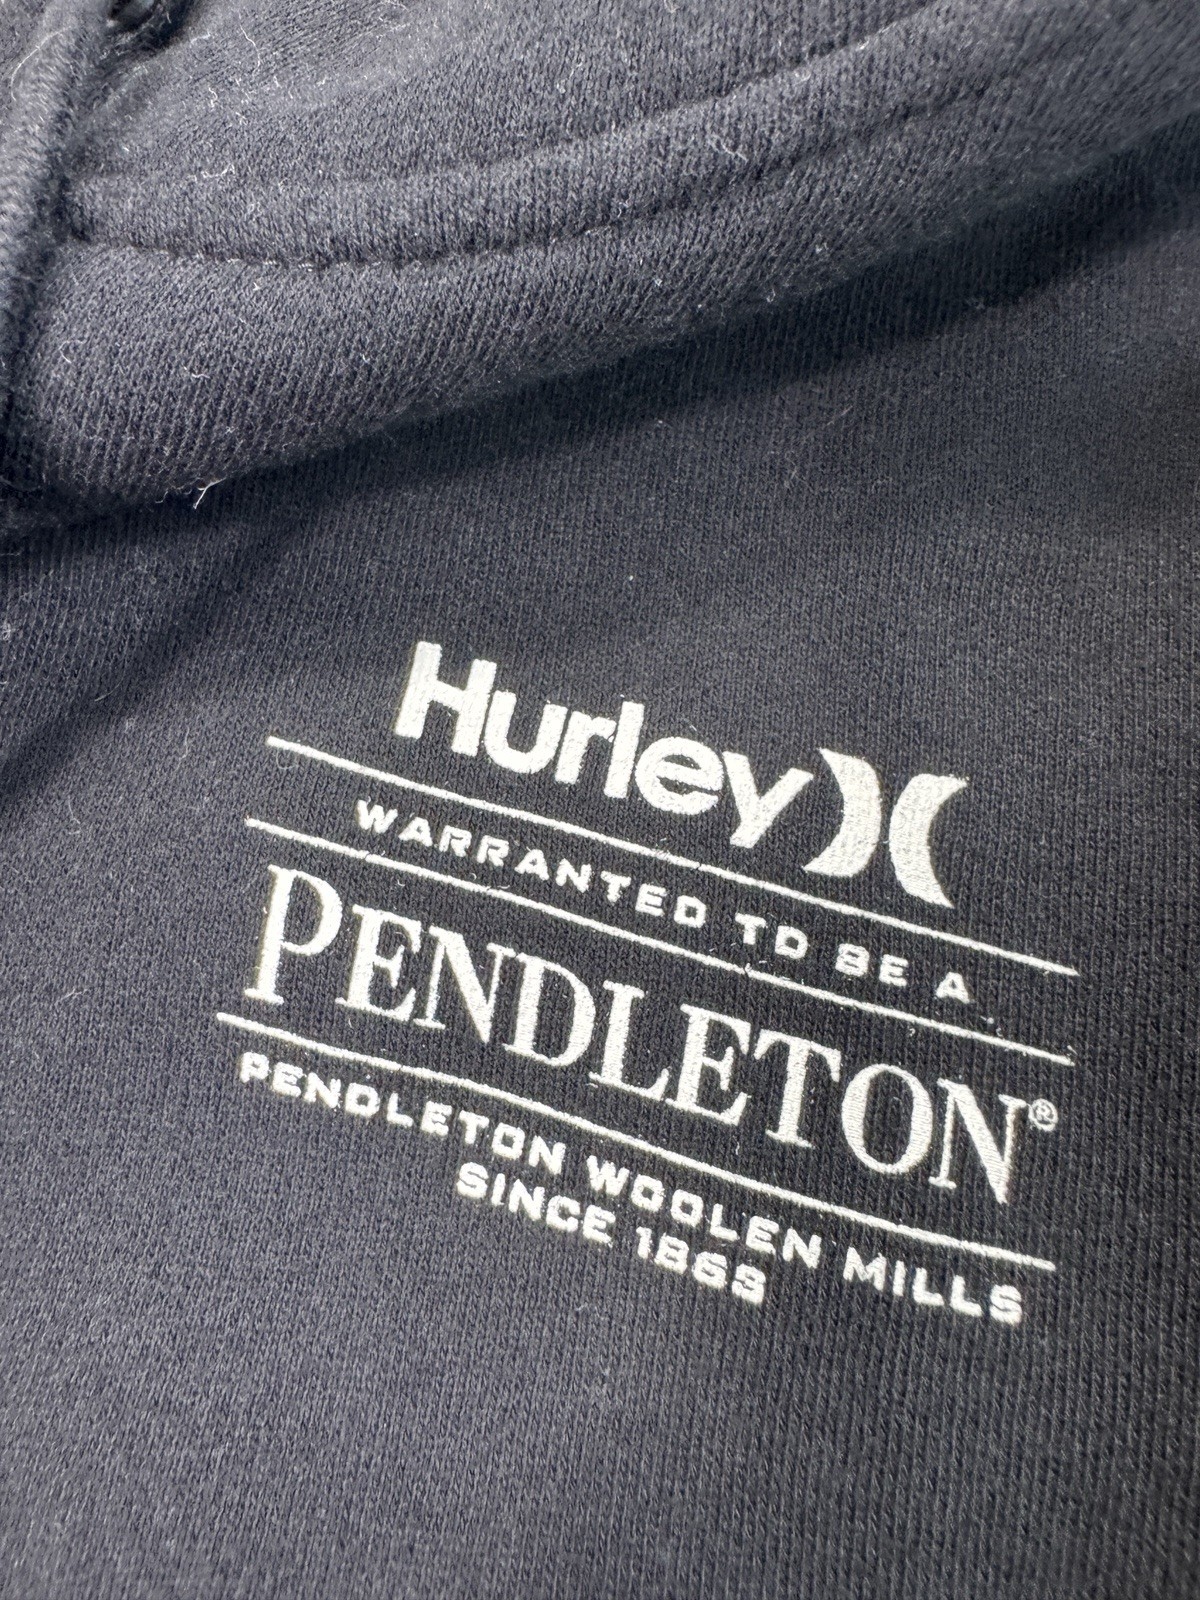 Hurley
WARRANTED TO BE A
PENDLETON®
PENDLETON WOOLEN MILLS
SINCE 1863